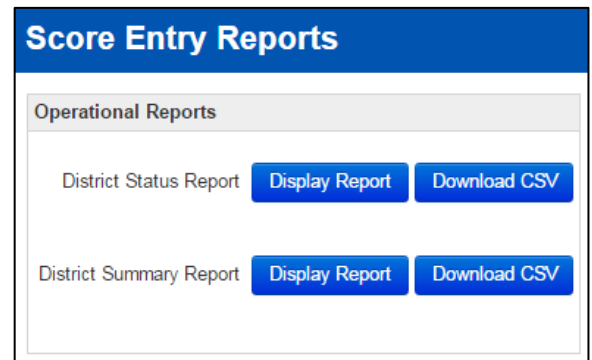 Score Entry Reports
Operational Reports
District Status Report Display Report Download CSV
District Summary Report Display Report Download CSV